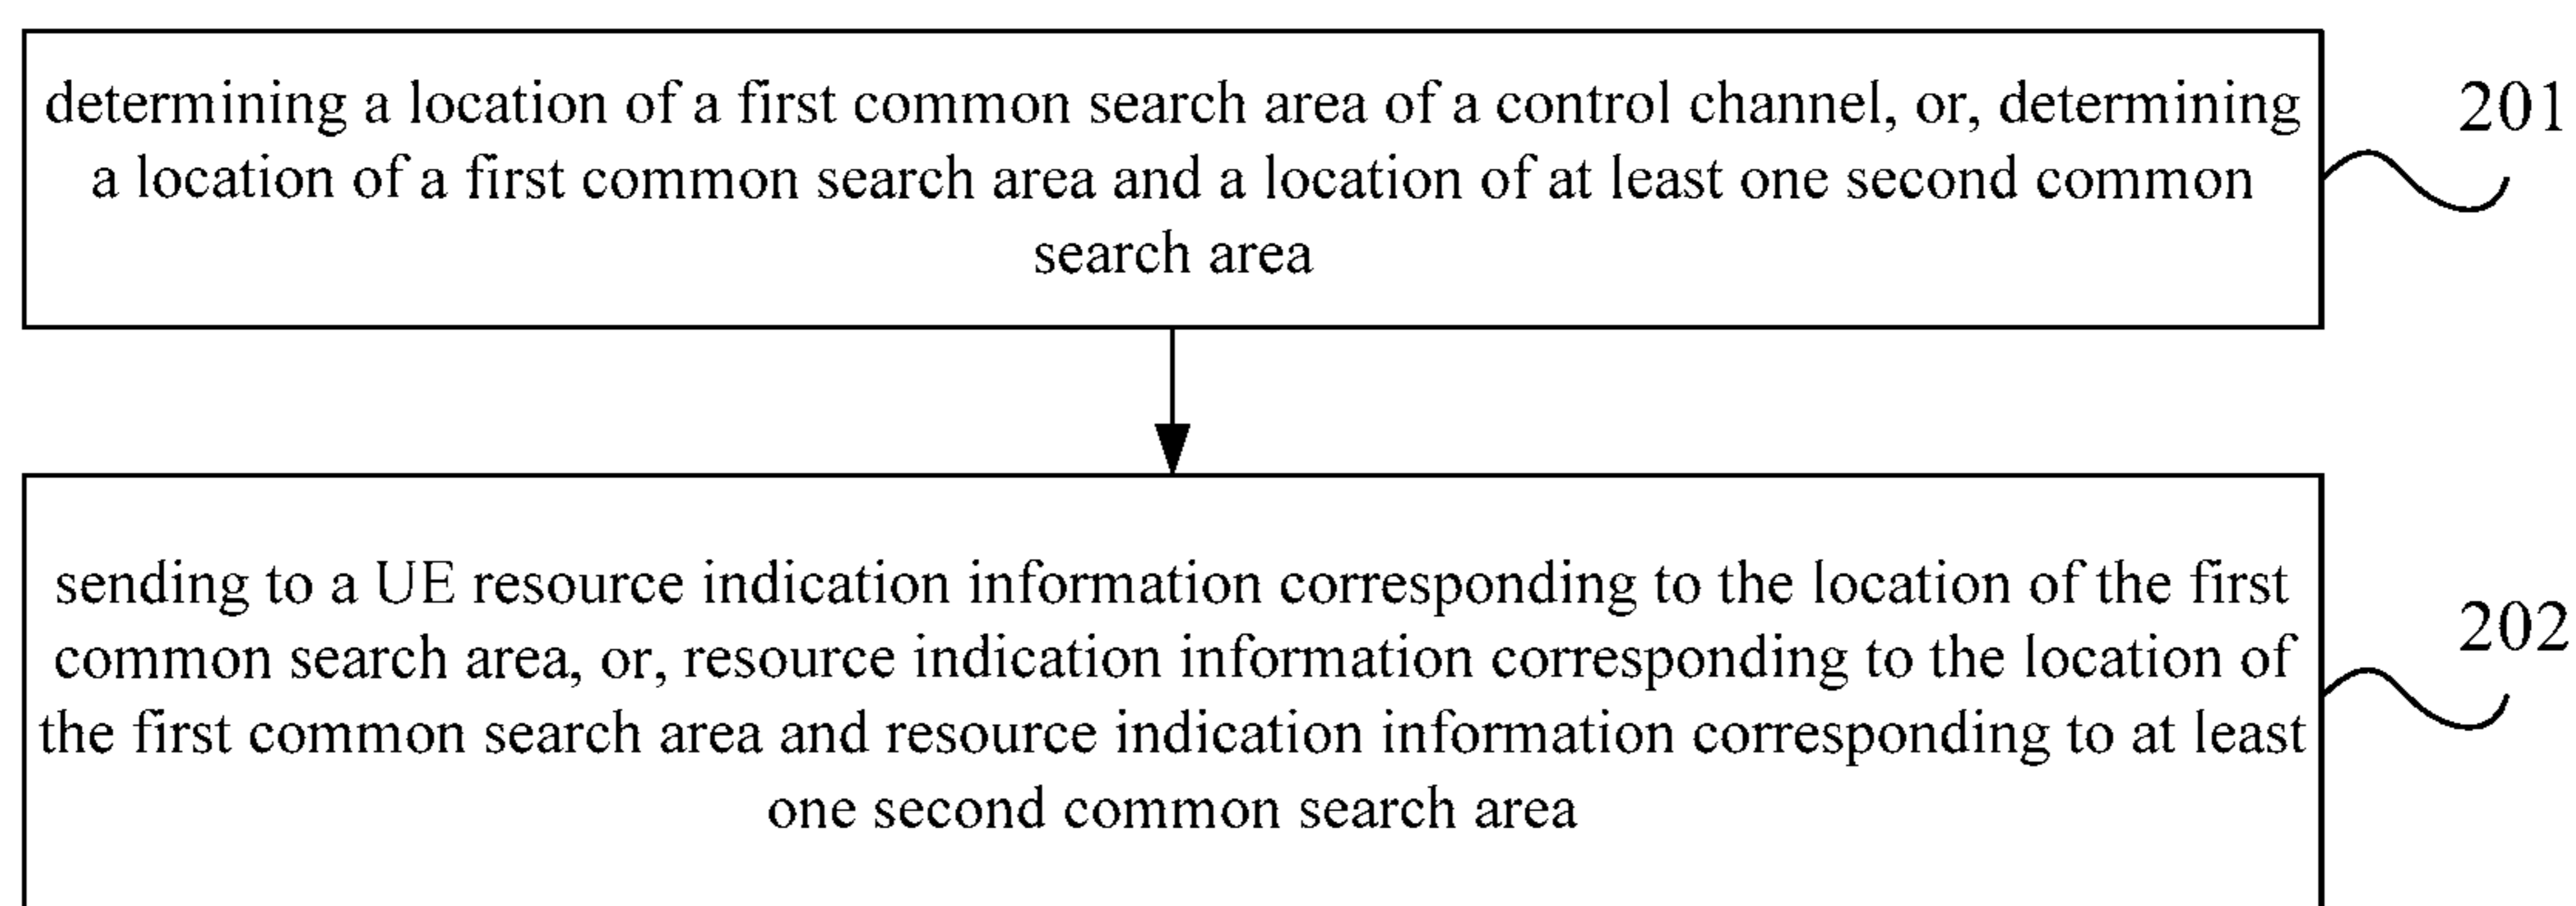 determining a location of a first common search area of a control channel, or, determining
a location of a first common search area and a location of at least one second common
search area
201
sending to a UE resource indication information corresponding to the location of the first
common search area, or, resource indication information corresponding to the location of
the first common search area and resource indication information corresponding to at least
one second common search area
202